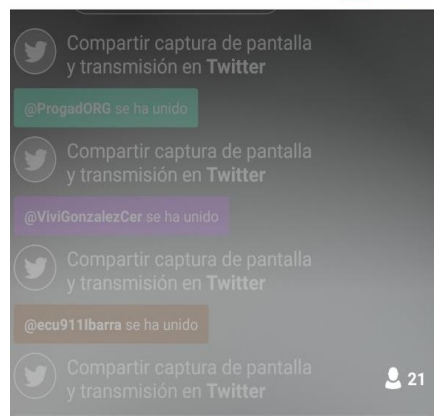 Compartir captura de pantalla
y transmisión en Twitter
@ProgadORG se ha unido
Compartir captura de pantalla
y transmisión en Twitter
@ViviGonzalezCer se ha unido
Compartir captura de pantalla
y transmisión en Twitter
@ecu911Ibarra se ha unido
Compartir captura de pantalla
y transmisión en Twitter
21